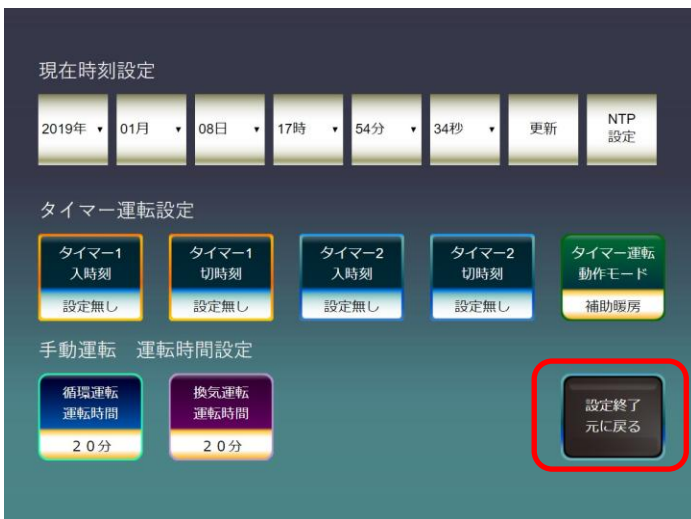 現在時刻設定
2019年 01月 08日 17時 54分 34秒 更新 NTP
設定
タイマー運転設定
タイマー1
入時刻
設定無し
タイマー1
切時刻
設定無し
タイマー2
入時刻
設定無し
タイマー2
切時刻
設定無し
タイマー運転
動作モード
補助暖房
手動運転　運転時間設定
循環運転
運転時間
２０分
換気運転
運転時間
２０分
設定終了
元に戻る